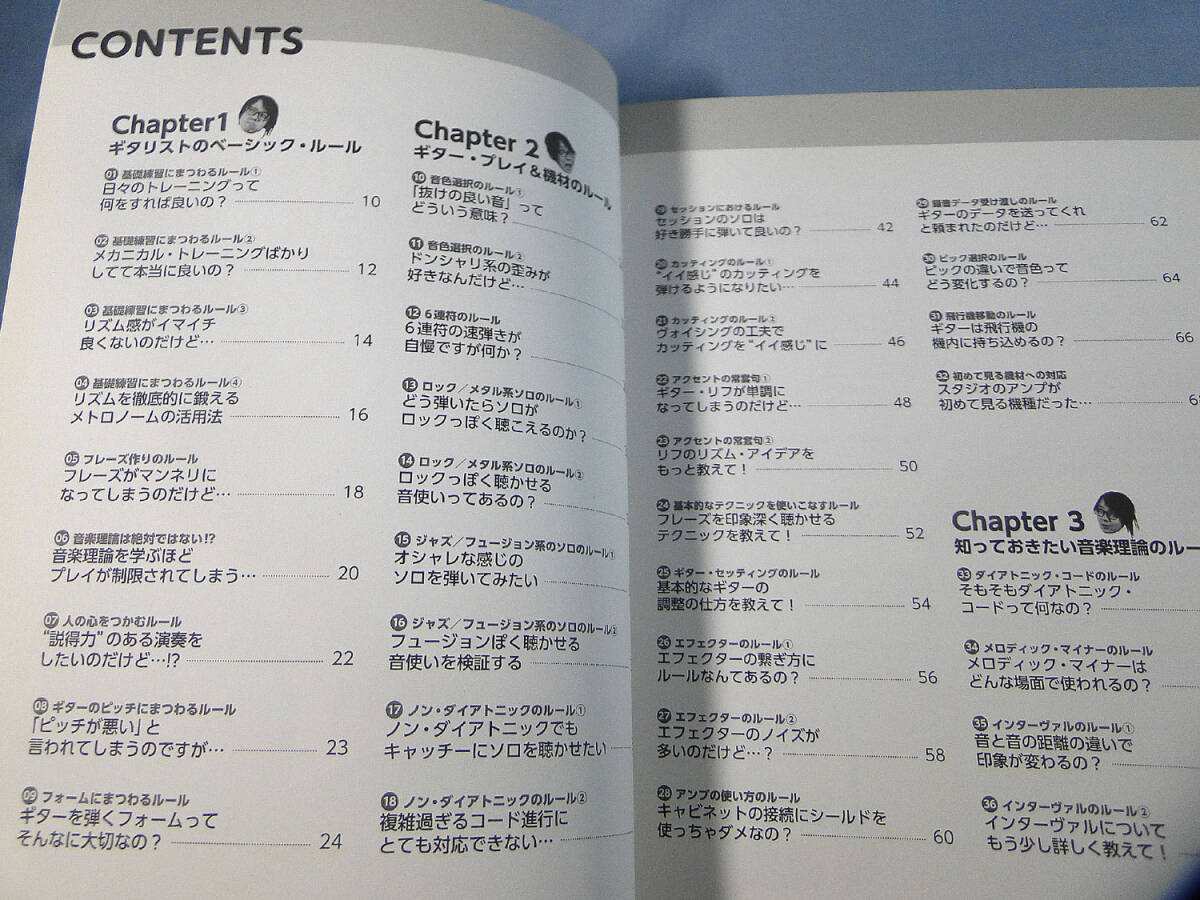 CONTENTS
Chapter1
ギタリストのベーシック・ルール
01 基礎練習にまつわるルール①
日々のトレーニングって
何をすれば良いの? 10
02 基礎練習にまつわるルール②
メカニカル・トレーニングばかり
してて本当に良いの? 12
03 基礎練習にまつわるルール③
リズム感がイマイチ
良くないのだけど… 14
04 基礎練習にまつわるルール④
リズムを徹底的に鍛える
メトロノームの活用法 16
05 フレーズ作りのルール
フレーズがマンネリに
なってしまうのだけど… 18
06 音楽理論は絶対ではない!?
音楽理論を学ぶほど
プレイが制限されてしまう… 20
07 人の心をつかむルール
“説得力”のある演奏を
したいのだけど…!? 22
08 ギターのピッチにまつわるルール
「ピッチが悪い」と
言われてしまうのですが… 23
09 フォームにまつわるルール
ギターを弾くフォームって
そんなに大切なの? 24
Chapter 2
ギター・プレイ&機材のルール
10 音色選択のルール①
「抜けの良い音」って
どういう意味?
11 音色選択のルール②
ドンシャリ系の歪みが
好きなんだけど…
12 6連符のルール
6連符の速弾きが
自慢ですが何か?
13 ロック/メタル系ソロのルール①
どう弾いたらソロが
ロックっぽく聴こえるのか?
14 ロック/メタル系ソロのルール②
ロックっぽく聴かせる
音使いってあるの?
15 ジャズ/フュージョン系のソロのルール①
オシャレな感じの
ソロを弾いてみたい
16 ジャズ/フュージョン系のソロのルール②
フュージョンぽく聴かせる
音使いを検証する
17 ノン・ダイアトニックのルール①
ノン・ダイアトニックでも
キャッチーにソロを聴かせたい
18 ノン・ダイアトニックのルール②
複雑過ぎるコード進行に
とても対応できない…
19 セッションにおけるルール
セッションのソロは
好き勝手に弾いて良いの? 42
20 カッティングのルール①
“イイ感じ”のカッティングを
弾けるようになりたい… 44
21 カッティングのルール②
ヴォイシングの工夫で
カッティングを“イイ感じ”に 46
22 アクセントの常套句①
ギター・リフが単調に
なってしまうのだけど… 48
23 アクセントの常套句②
リフのリズム・アイデアを
もっと教えて! 50
24 基本的なテクニックを使いこなすルール
フレーズを印象深く聴かせる
テクニックを教えて! 52
25 ギター・セッティングのルール
基本的なギターの
調整の仕方を教えて! 54
26 エフェクターのルール①
エフェクターの繋ぎ方に
ルールなんてあるの? 56
27 エフェクターのルール②
エフェクターのノイズが
多いのだけど…? 58
28 アンプの使い方のルール
キャビネットの接続にシールドを
使っちゃダメなの? 60
29 録音データ受け渡しのルール
ギターのデータを送ってくれ
と頼まれたのだけど… 62
30 ピック選択のルール
ピックの違いで音色って
どう変化するの? 64
31 飛行機移動のルール
ギターは飛行機の
機内に持ち込めるの? 66
32 初めて見る機材への対応
スタジオのアンプが
初めて見る機種だった…
Chapter 3
知っておきたい音楽理論のルー
33 ダイアトニック・コードのルール
そもそもダイアトニック・
コードって何なの?
34 メロディック・マイナーのルール
メロディック・マイナーは
どんな場面で使われるの?
35 インターヴァルのルール①
音と音の距離の違いで
印象が変わるの?
36 インターヴァルのルール②
インターヴァルについて
もう少し詳しく教えて!